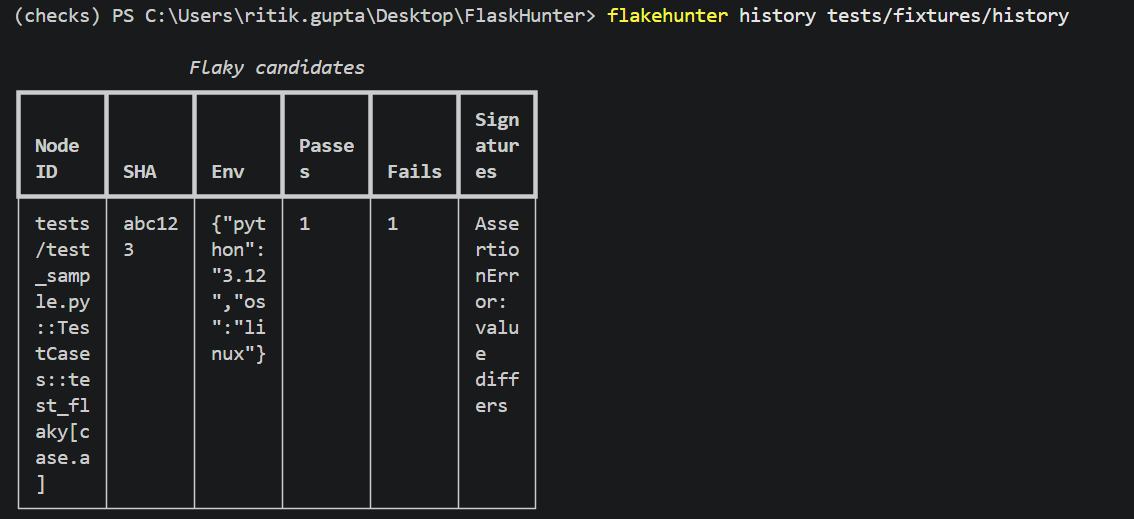 (checks) PS C:\Users\ritik.gupta\Desktop\FlaskHunter> flakehunter history tests/fixtures/history
Flaky candidates
Node ID
SHA
Env
Passe
s
Fails
Sign
atur
es
tests
/test
_samp
le.py
::Tes
tCase
s::te
st_fl
aky[c
ase.a
]
abc12
3
{"pyt
hon":
"3.12
","os
":"li
nux"}
1
1
Asse
rtio
nErr
or:
valu
e
diff
ers